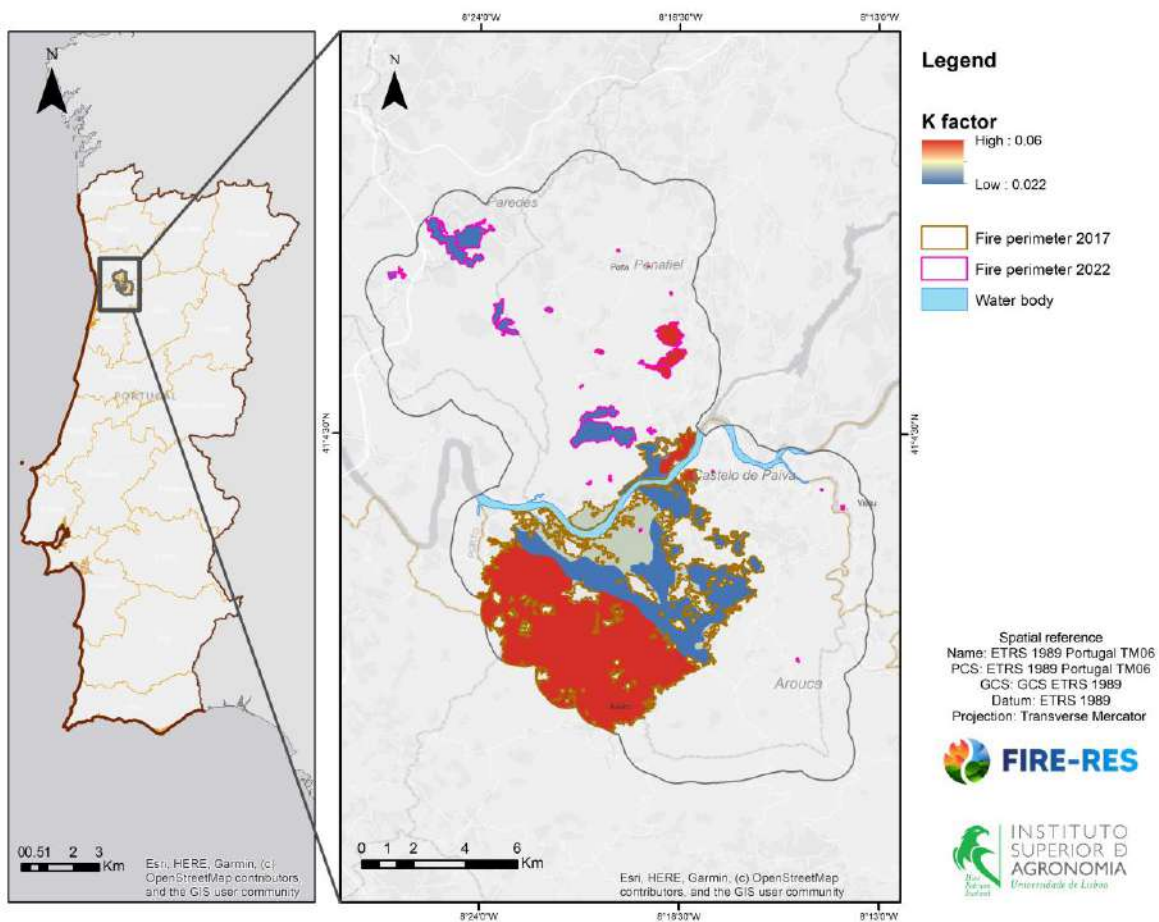 8°24'0"W
8°18'30"W
8°13'0"W
N
N
Legend
K factor
High : 0.06
Low : 0.022
Fire perimeter 2017
Fire perimeter 2022
Water body
Paredes
Penafiel
PORTUGAL
41°4'30"N
41°4'30"N
Castelo de Paiva
Arouca
Spatial reference
Name: ETRS 1989 Portugal TM06
PCS: ETRS 1989 Portugal TM06
GCS: GCS ETRS 1989
Datum: ETRS 1989
Projection: Transverse Mercator
FIRE-RES
INSTITUTO
SUPERIOR D
AGRONOMIA
Universidade de Lisboa
00.51 2 3
Km
Esri, HERE, Garmin, (c)
OpenStreetMap contributors,
and the GIS user community
0 1 2 4 6
Km
Esri, HERE, Garmin, (c) OpenStreetMap
contributors, and the GIS user community
8°24'0"W
8°18'30"W
8°13'0"W